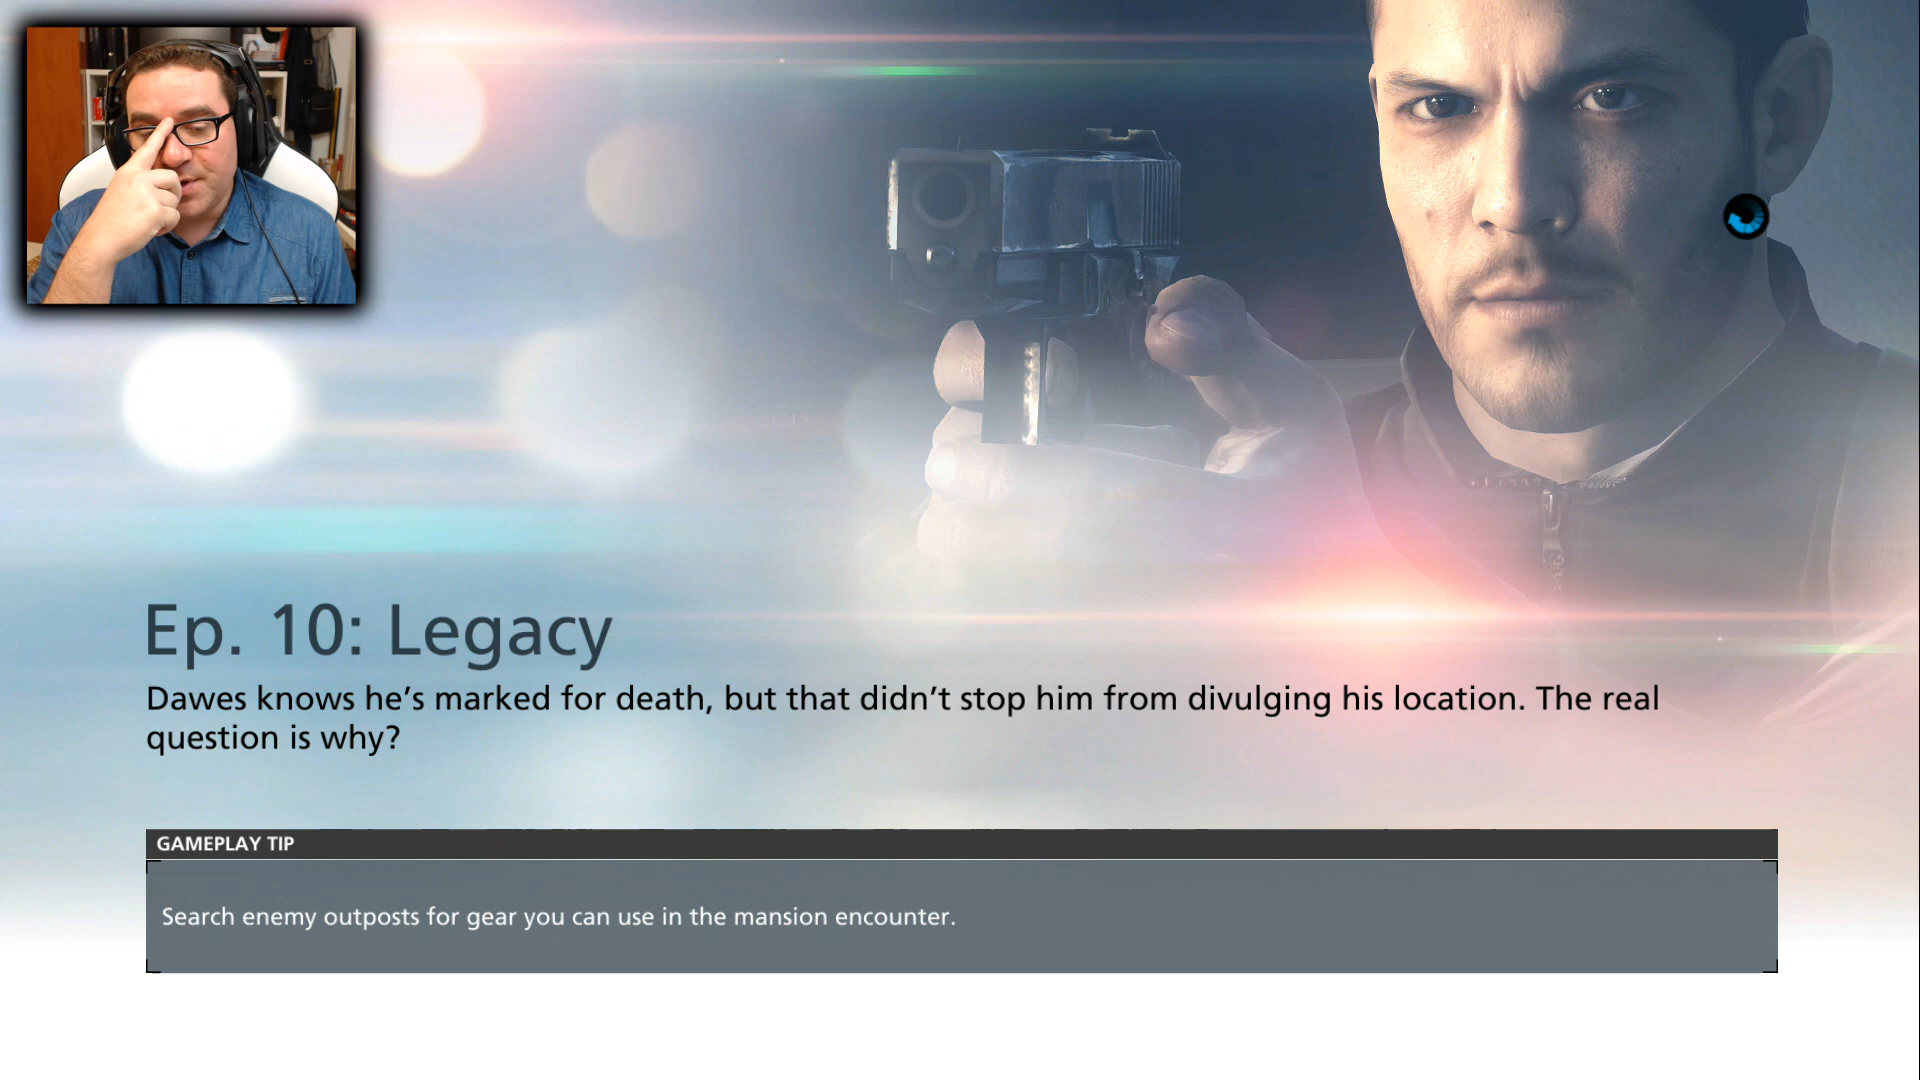 Ep. 10: Legacy
Dawes knows he’s marked for death, but that didn’t stop him from divulging his location. The real
question is why?
GAMEPLAY TIP
Search enemy outposts for gear you can use in the mansion encounter.